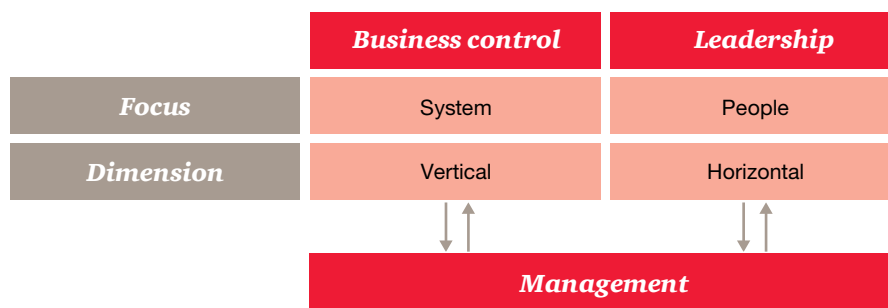 Business control
Leadership
Focus
System
People
Dimension
Vertical
Horizontal
Management